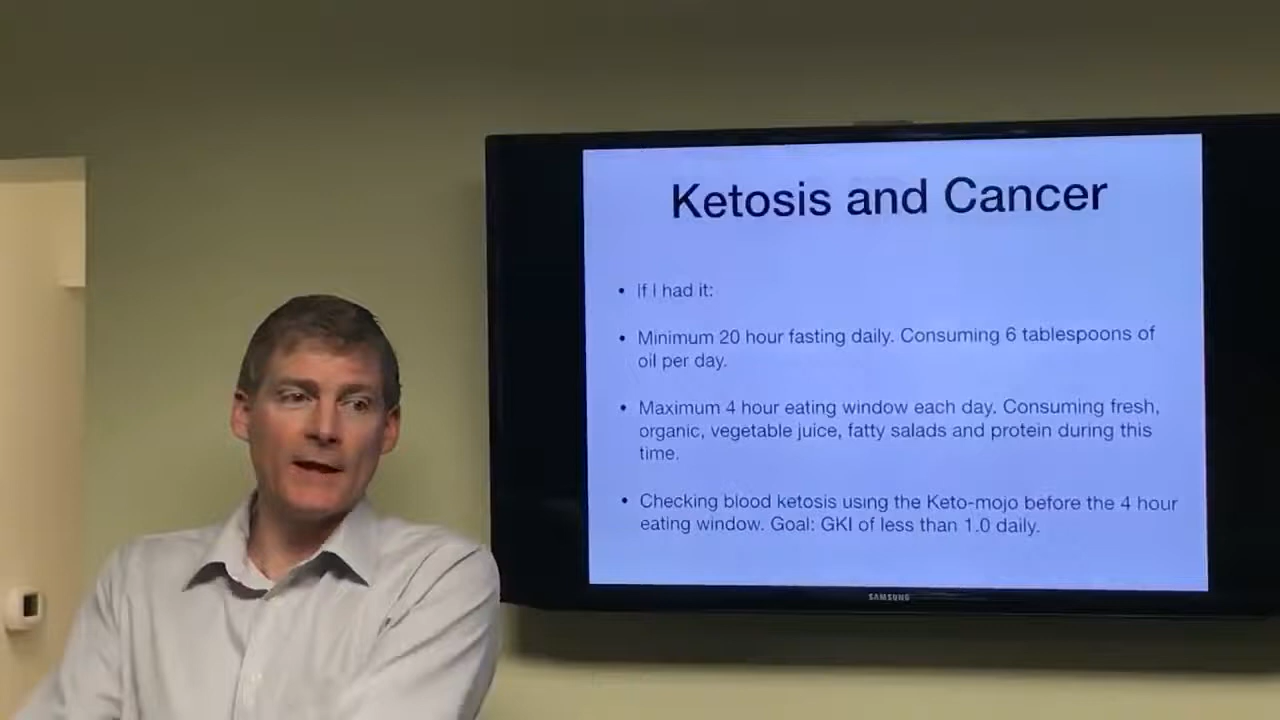 Ketosis and Cancer
• If I had it:
• Minimum 20 hour fasting daily. Consuming 6 tablespoons of
oil per day.
• Maximum 4 hour eating window each day. Consuming fresh,
organic, vegetable juice, fatty salads and protein during this
time.
• Checking blood ketosis using the Keto-mojo before the 4 hour
eating window. Goal: GKI of less than 1.0 daily.
SAMSUNG